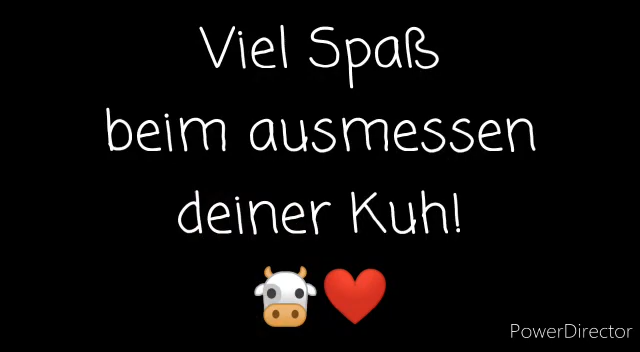 Viel Spaß
beim ausmessen
deiner Kuh!
🐮❤️
PowerDirector